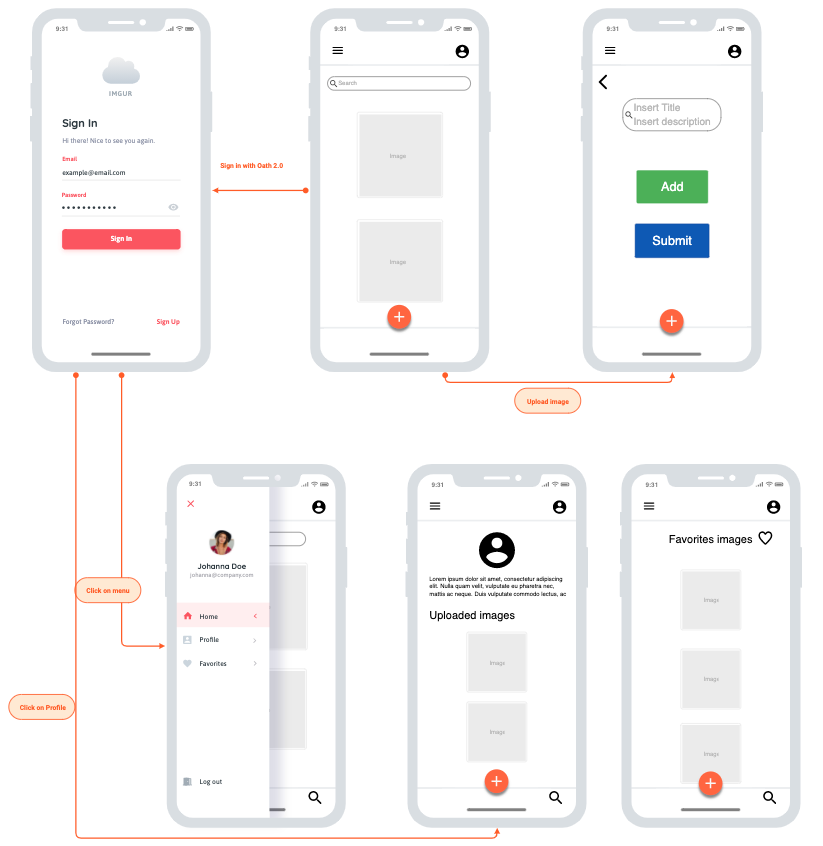 9:31
IMGUR
Sign In
Hi there! Nice to see you again.
Email
example@email.com
Password
Sign In
Forgot Password?
Sign Up
Sign in with Oath 2.0
9:31
Search
Image
Image
9:31
Insert Title
Insert description
Add
Submit
Upload image
Click on menu
Click on Profile
9:31
Johanna Doe
johanna@company.com
Home
Profile
Favorites
Log out
9:31
Lorem ipsum dolor sit amet, consectetur adipiscing
elit. Nulla quam velit, vulputate eu pharetra nec,
mattis ac neque. Duis vulputate commodo lectus, ac
Uploaded images
Image
Image
9:31
Favorites images
Image
Image
Image